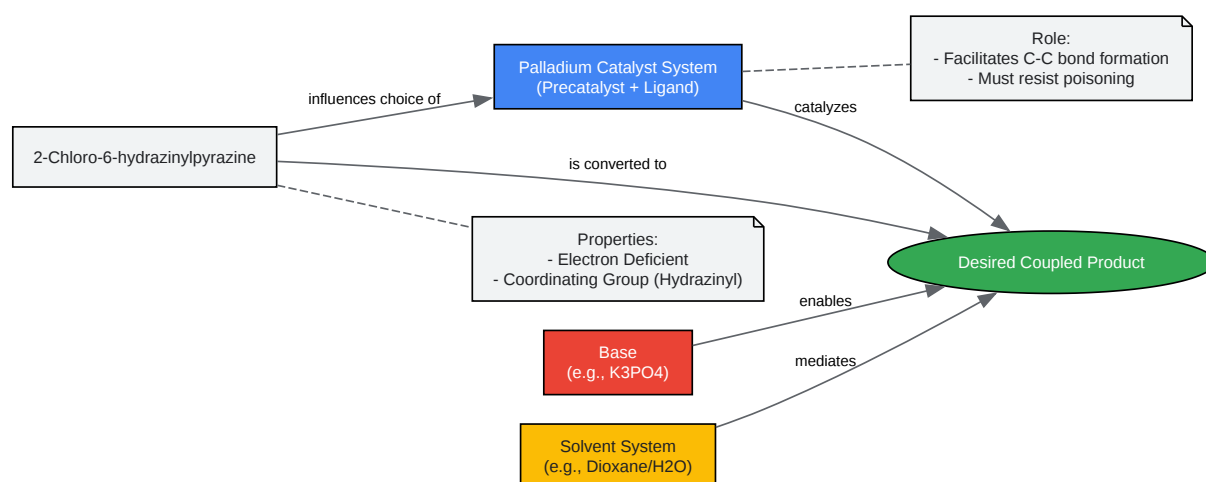 Role:
- Facilitates C-C bond formation
- Must resist poisoning
Palladium Catalyst System
(Precatalyst + Ligand)
influences choice of
catalyzes
2-Chloro-6-hydrazinylpyrazine
is converted to
Properties:
- Electron Deficient
- Coordinating Group (Hydrazinyl)
Desired Coupled Product
enables
Base
(e.g., K3PO4)
mediates
Solvent System
(e.g., Dioxane/H2O)